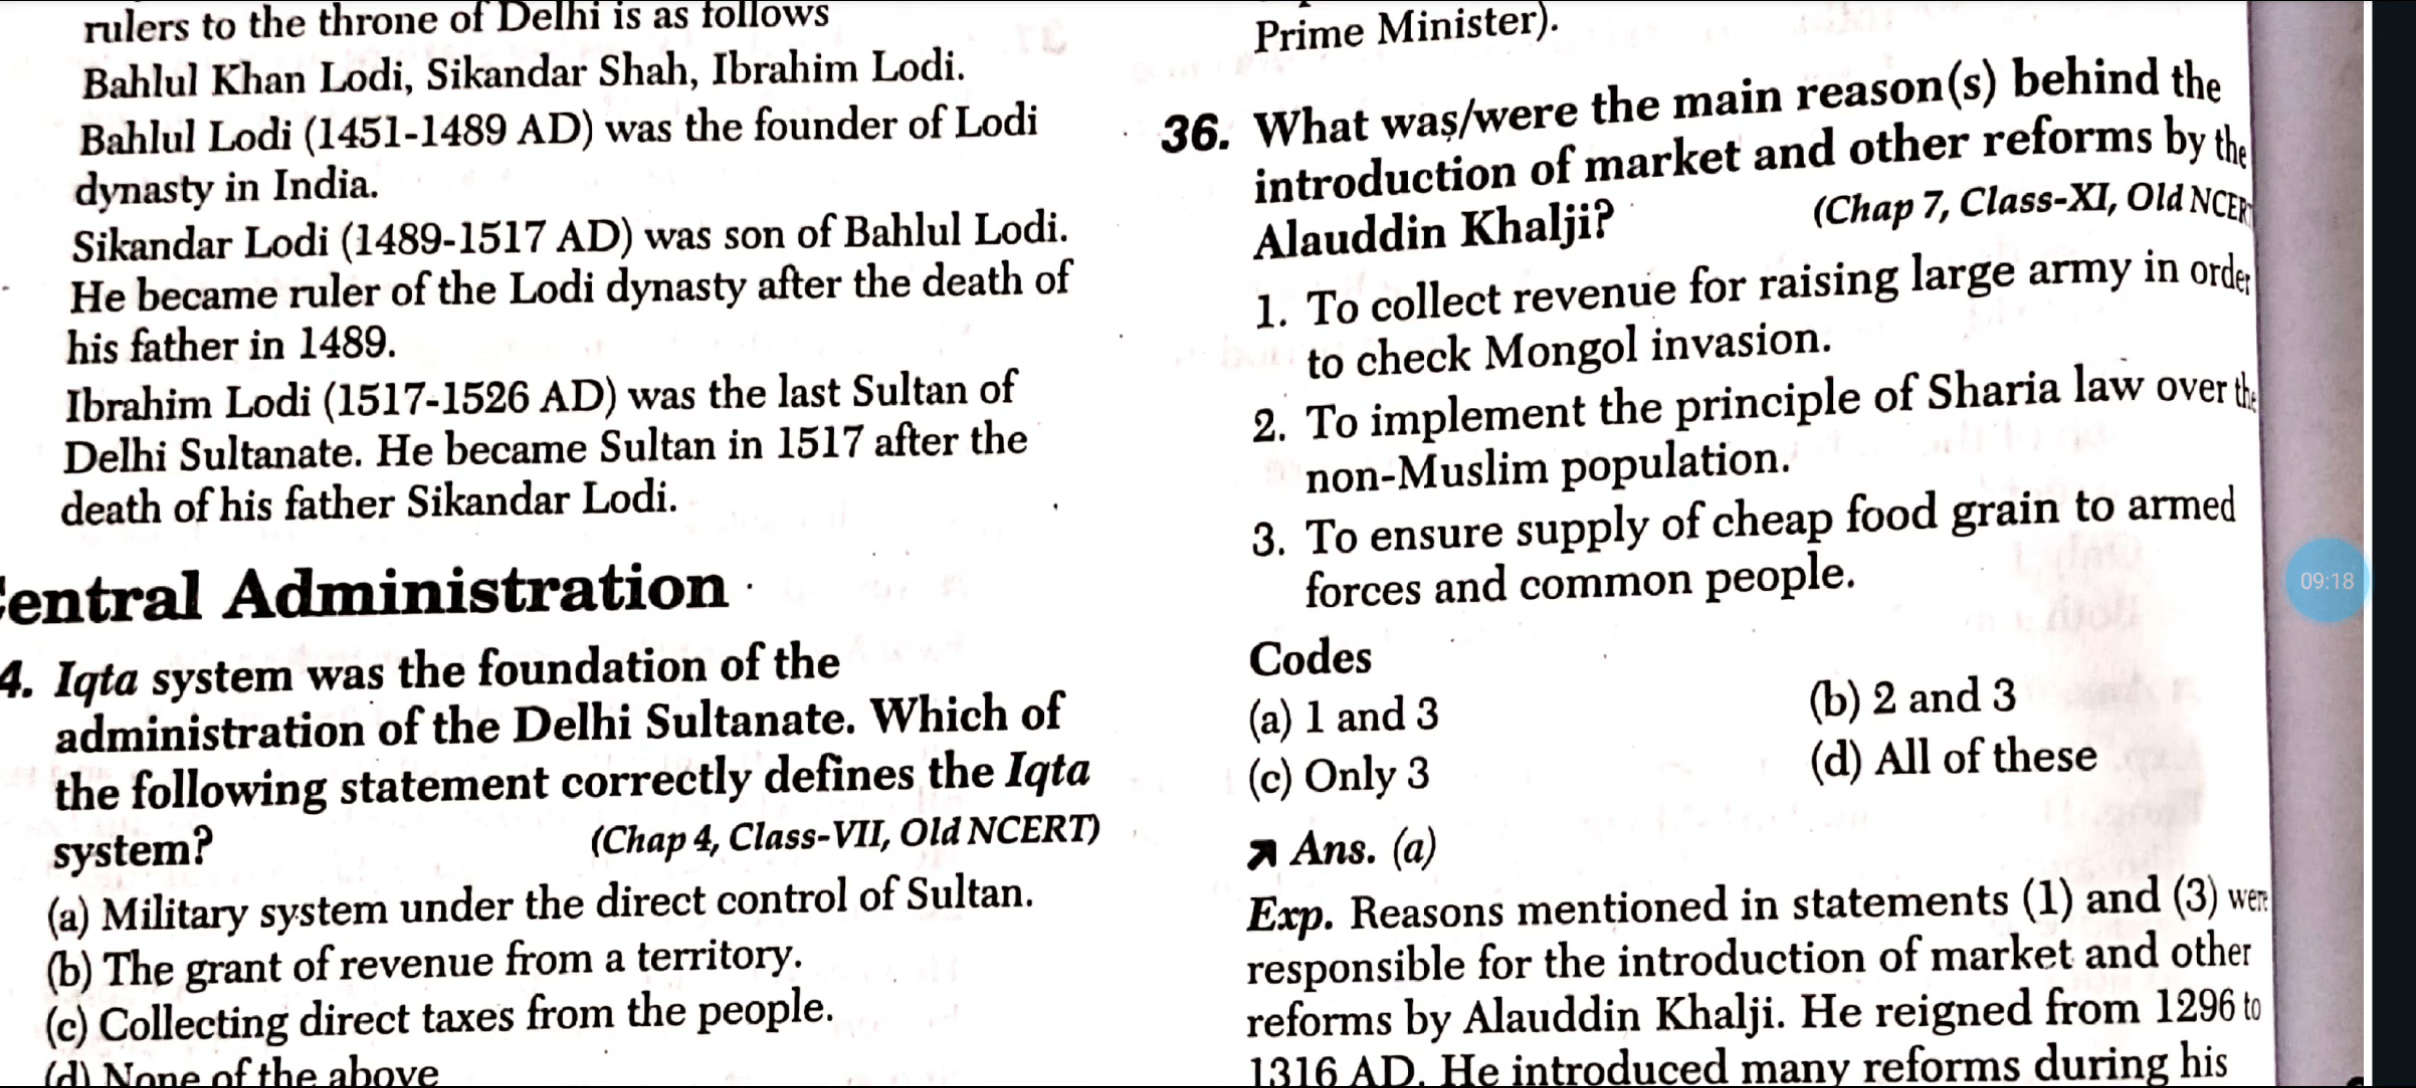 rulers to the throne of Delhi is as follows
Bahlul Khan Lodi, Sikandar Shah, Ibrahim Lodi.
Bahlul Lodi (1451-1489 AD) was the founder of Lodi
dynasty in India.
Sikandar Lodi (1489-1517 AD) was son of Bahlul Lodi.
He became ruler of the Lodi dynasty after the death of
his father in 1489.
Ibrahim Lodi (1517-1526 AD) was the last Sultan of
Delhi Sultanate. He became Sultan in 1517 after the
death of his father Sikandar Lodi.
entral Administration
4. Iqta system was the foundation of the
administration of the Delhi Sultanate. Which of
the following statement correctly defines the Iqta
system? (Chap 4, Class-VII, Old NCERT)
(a) Military system under the direct control of Sultan.
(b) The grant of revenue from a territory.
(c) Collecting direct taxes from the people.
(d) None of the above
Prime Minister).
36. What was/were the main reason(s) behind the
introduction of market and other reforms by the
Alauddin Khalji? (Chap 7, Class-XI, Old NCERT
1. To collect revenue for raising large army in order
to check Mongol invasion.
2. To implement the principle of Sharia law over the
non-Muslim population.
3. To ensure supply of cheap food grain to armed
forces and common people.
Codes
(a) 1 and 3 (b) 2 and 3
(c) Only 3 (d) All of these
Ans. (a)
Exp. Reasons mentioned in statements (1) and (3) were
responsible for the introduction of market and other
reforms by Alauddin Khalji. He reigned from 1296 to
1316 AD. He introduced many reforms during his
09:18